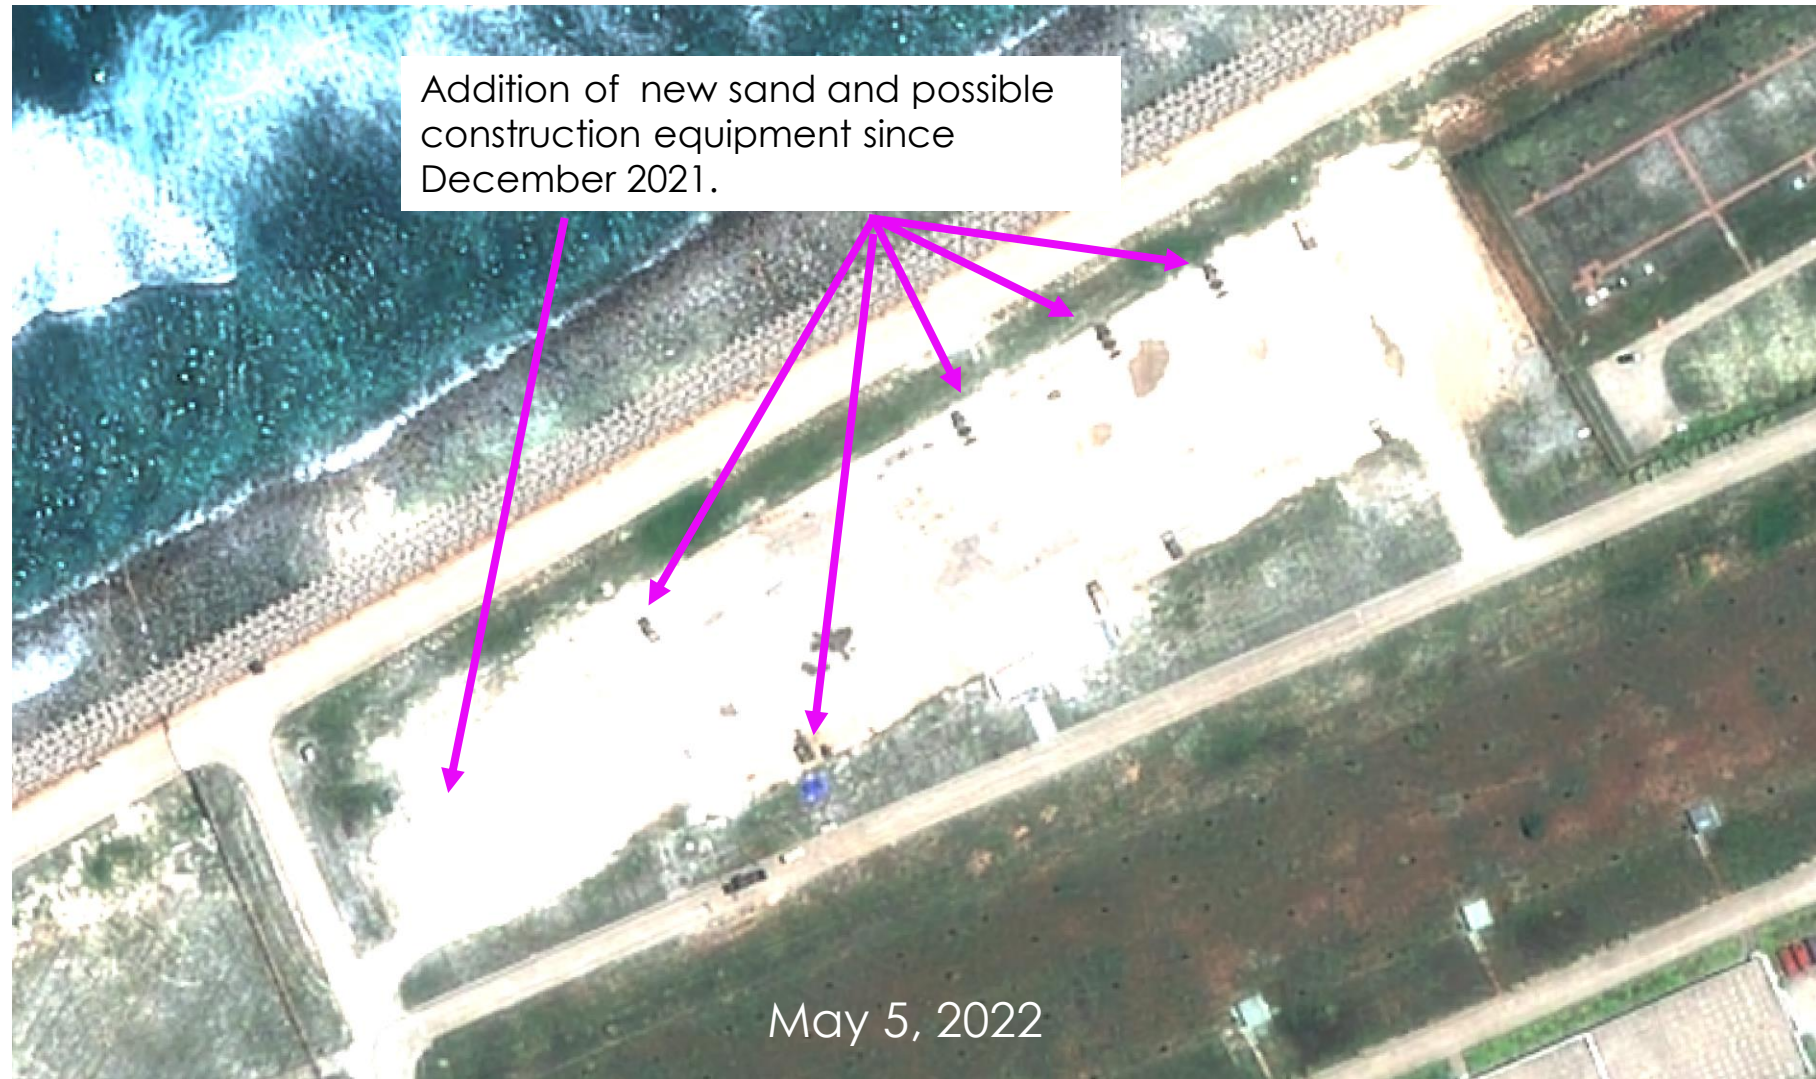 Addition of  new sand and possible
construction equipment since
December 2021.
May 5, 2022